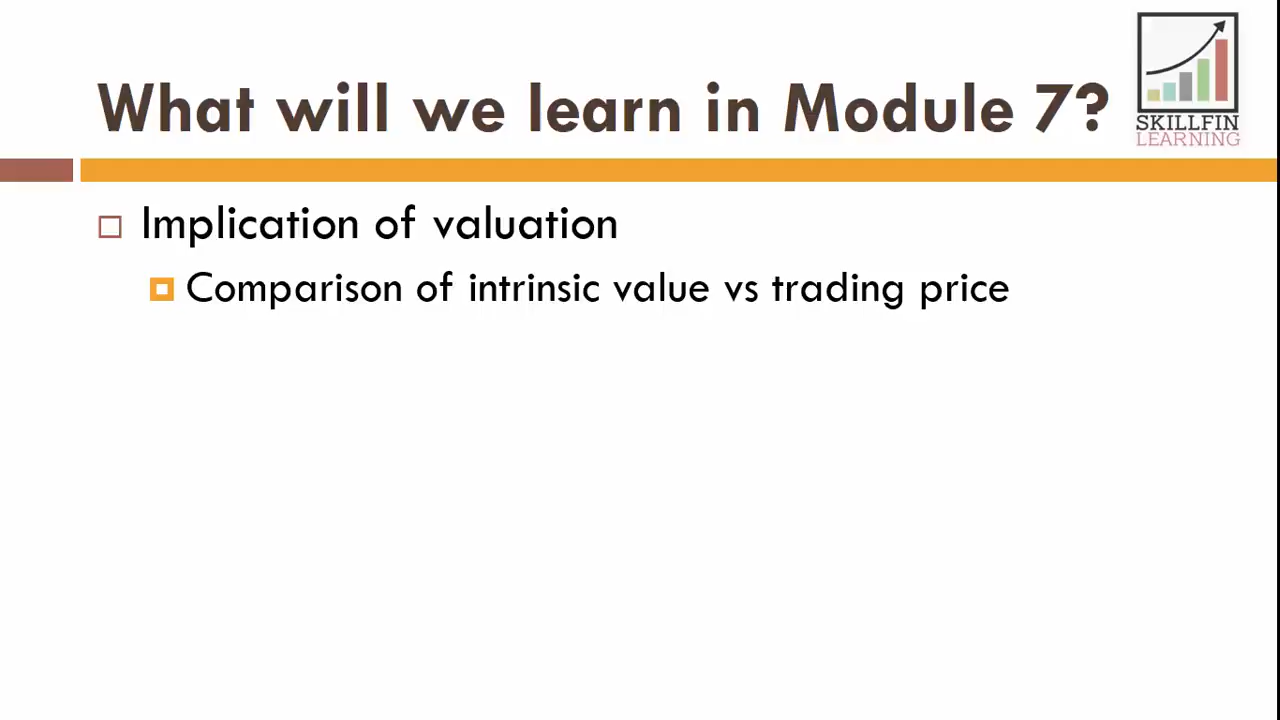 What will we learn in Module 7?
SKILLFIN
LEARNING
Implication of valuation
Comparison of intrinsic value vs trading price